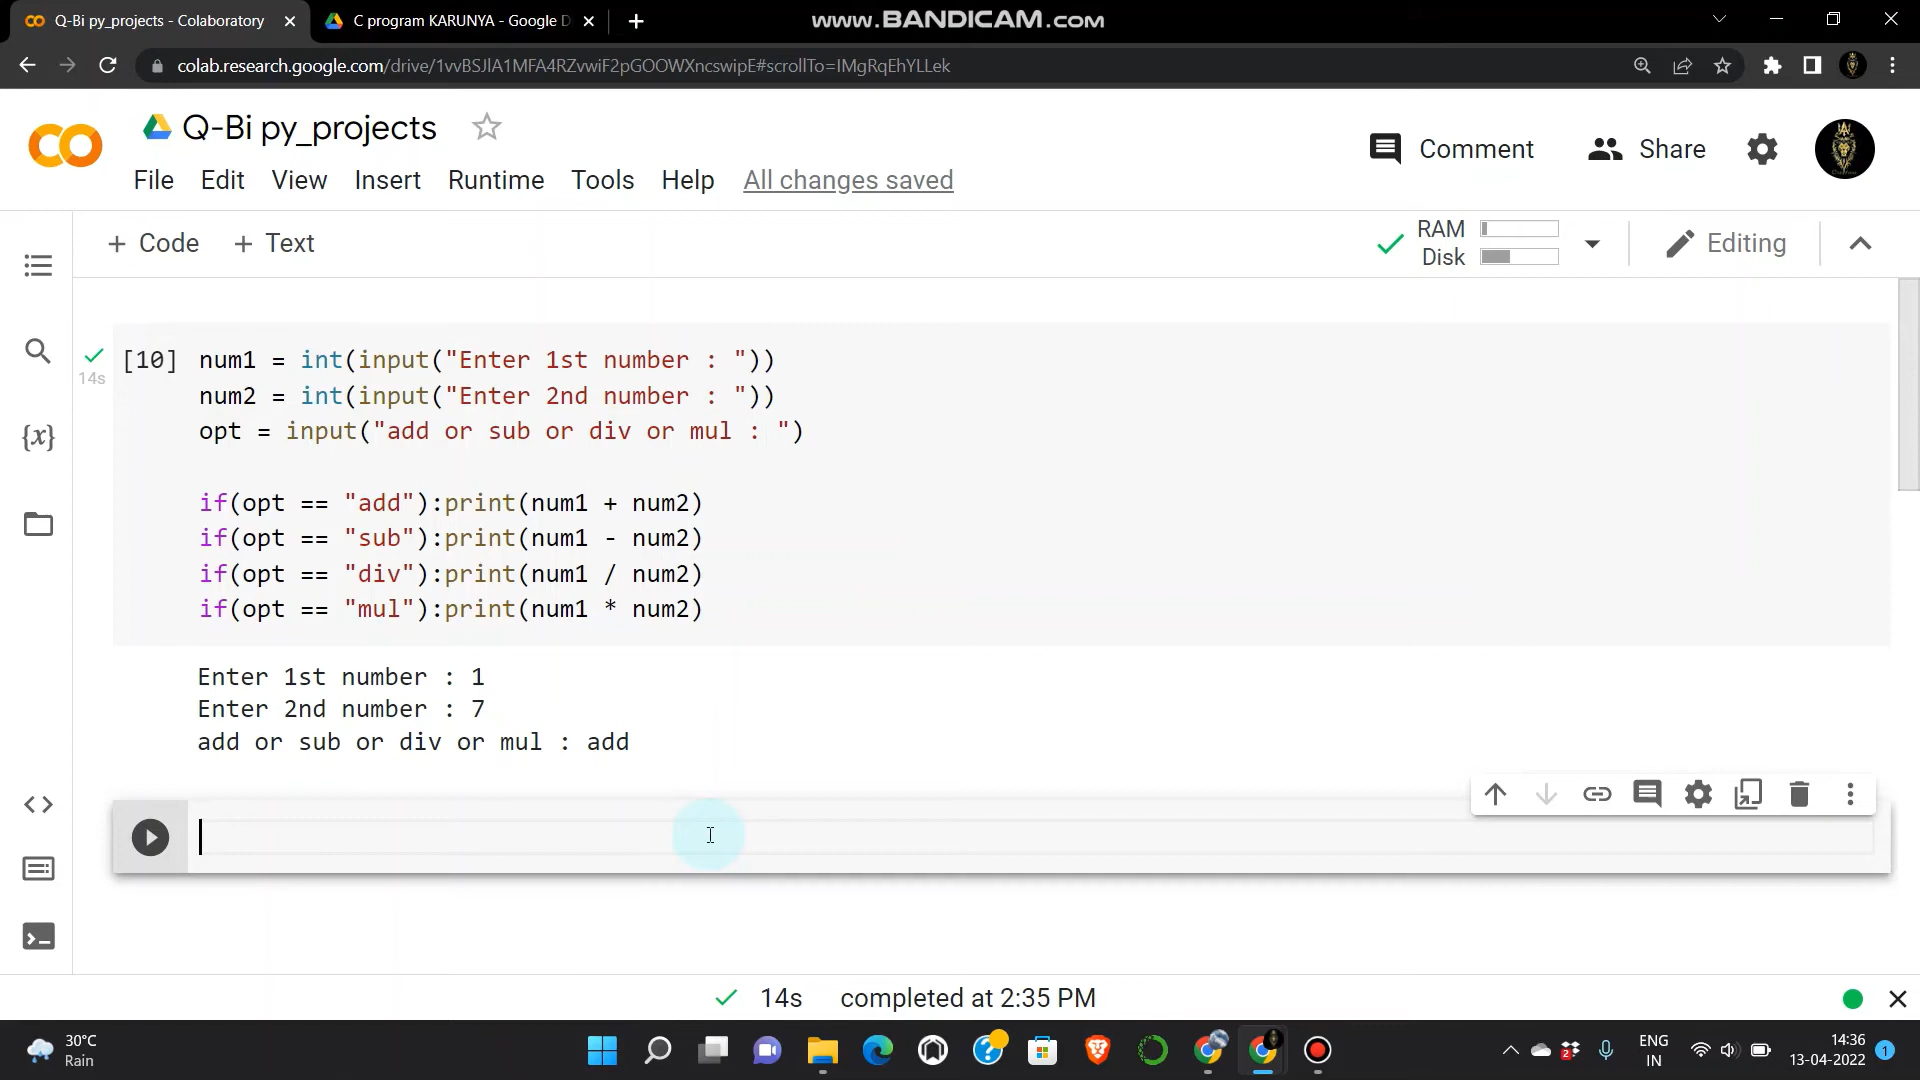 Q-Bi py_projects - Colaboratory
C program KARUNYA - Google D
www.BANDICAM.com
colab.research.google.com/drive/1vvBSJlA1MFA4RZvwiF2pGOOWXncswipE#scrollTo=IMgRqEhYLLek
Q-Bi py_projects
Comment
Share
File Edit View Insert Runtime Tools Help All changes saved
+ Code + Text
RAM
Disk
Editing
[10] num1 = int(input("Enter 1st number : "))
14s
num2 = int(input("Enter 2nd number : "))
opt = input("add or sub or div or mul : ")
if(opt == "add"):print(num1 + num2)
if(opt == "sub"):print(num1 - num2)
if(opt == "div"):print(num1 / num2)
if(opt == "mul"):print(num1 * num2)
Enter 1st number : 1
Enter 2nd number : 7
add or sub or div or mul : add
14s completed at 2:35 PM
30°C
Rain
2
ENG
IN
14:36
13-04-2022
1